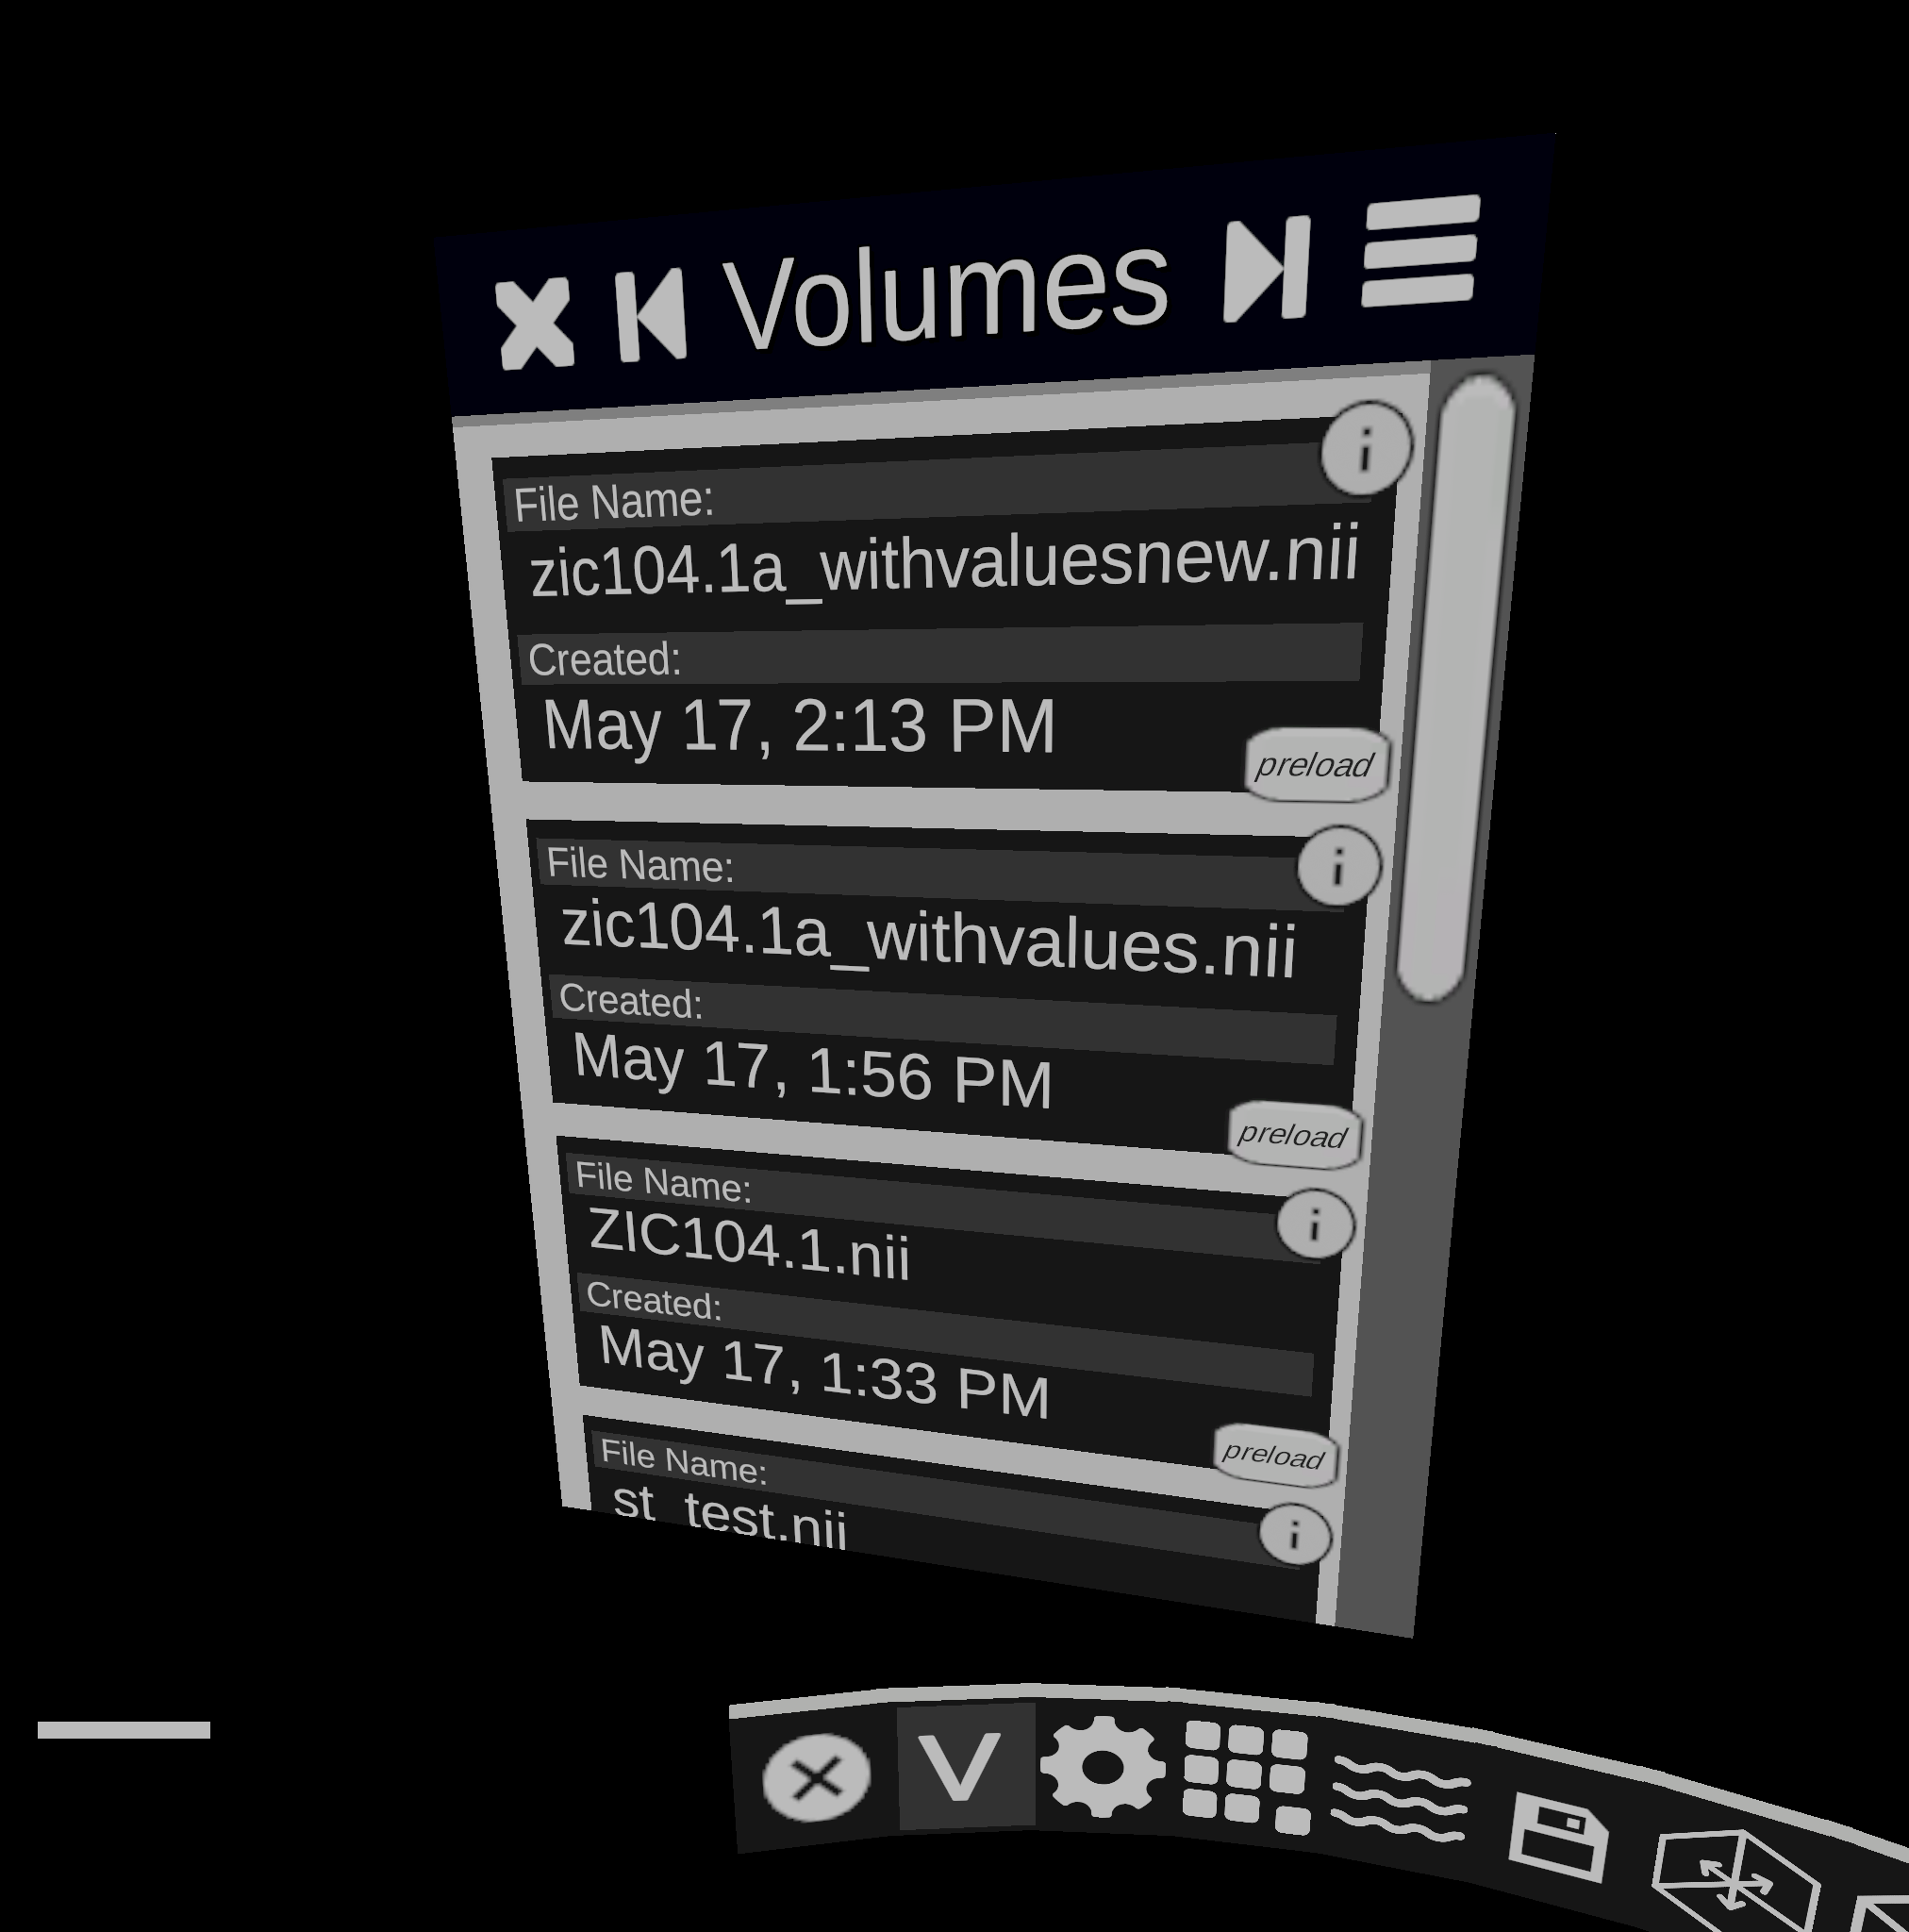 Volumes
i
File Name:
zic104.1a_withvaluesnew.nii
Created:
May 17, 2:13 PM
preload
i
File Name:
zic104.1a_withvalues.nii
Created:
May 17, 1:56 PM
preload
i
File Name:
ZIC104.1.nii
Created:
May 17, 1:33 PM
preload
i
File Name:
st_test.nii
V